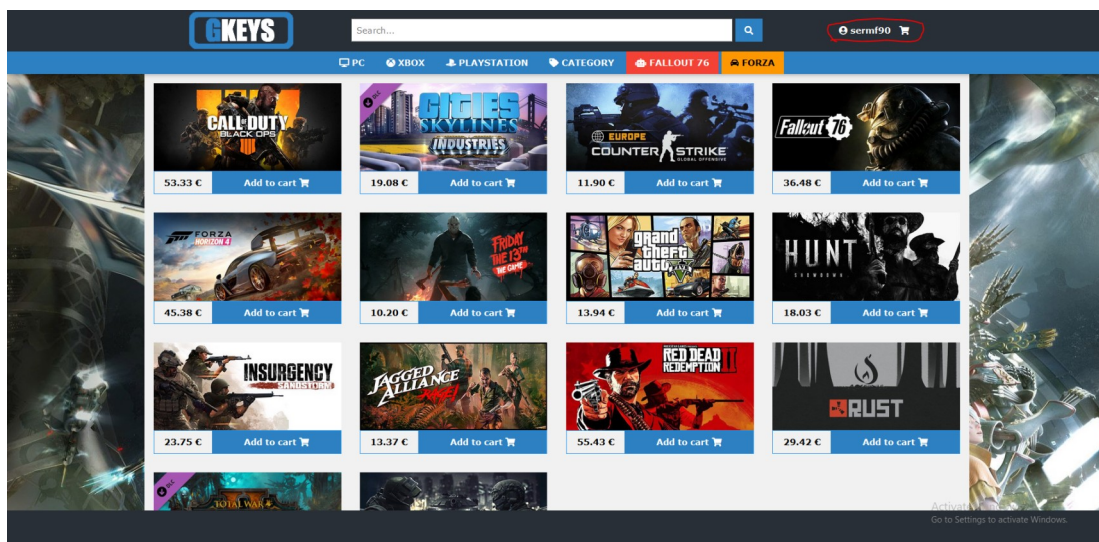 GKEYS
Search...
sermf90
PC XBOX PLAYSTATION CATEGORY FALLOUT 76 FORZA
CALL OF DUTY
BLACK OPS
IIII
53.33 € Add to cart
DLC
CITIES
SKYLINES
INDUSTRIES
19.08 € Add to cart
EUROPE
COUNTER STRIKE
GLOBAL OFFENSIVE
11.90 € Add to cart
Fallout 76
36.48 € Add to cart
FORZA
HORIZON 4
45.38 € Add to cart
FRIDAY
THE 13TH
THE GAME
10.20 € Add to cart
grand
theft
auto V
13.94 € Add to cart
HUNT
SHOWDOWN
18.03 € Add to cart
INSURGENCY
SANDSTORM
23.75 € Add to cart
JAGGED
ALLIANCE
RAGE!
13.37 € Add to cart
RED DEAD
REDEMPTION II
55.43 € Add to cart
RUST
29.42 € Add to cart
DLC
TOTAL WAR
Go to Settings to activate Windows.